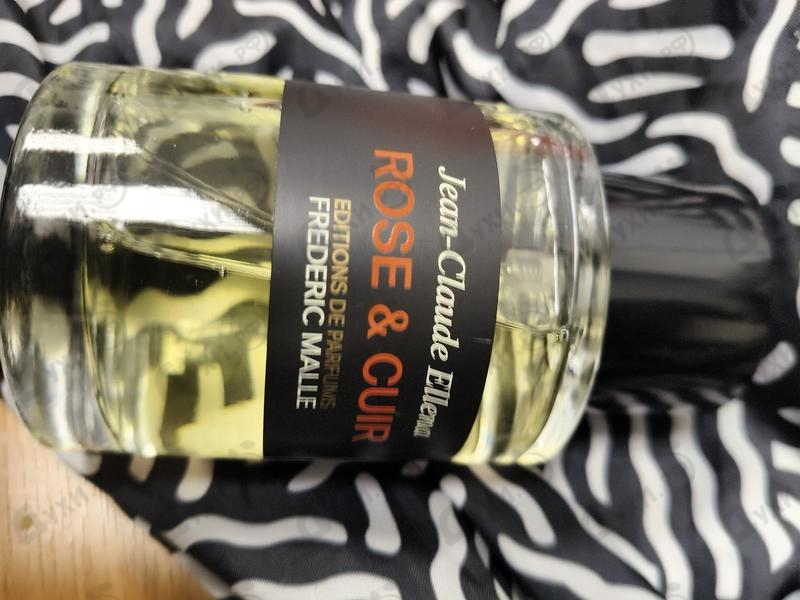 Jean-Claude Ellena
ROSE & CUIR
EDITIONS DE PARFUMS
FREDERIC MALLE